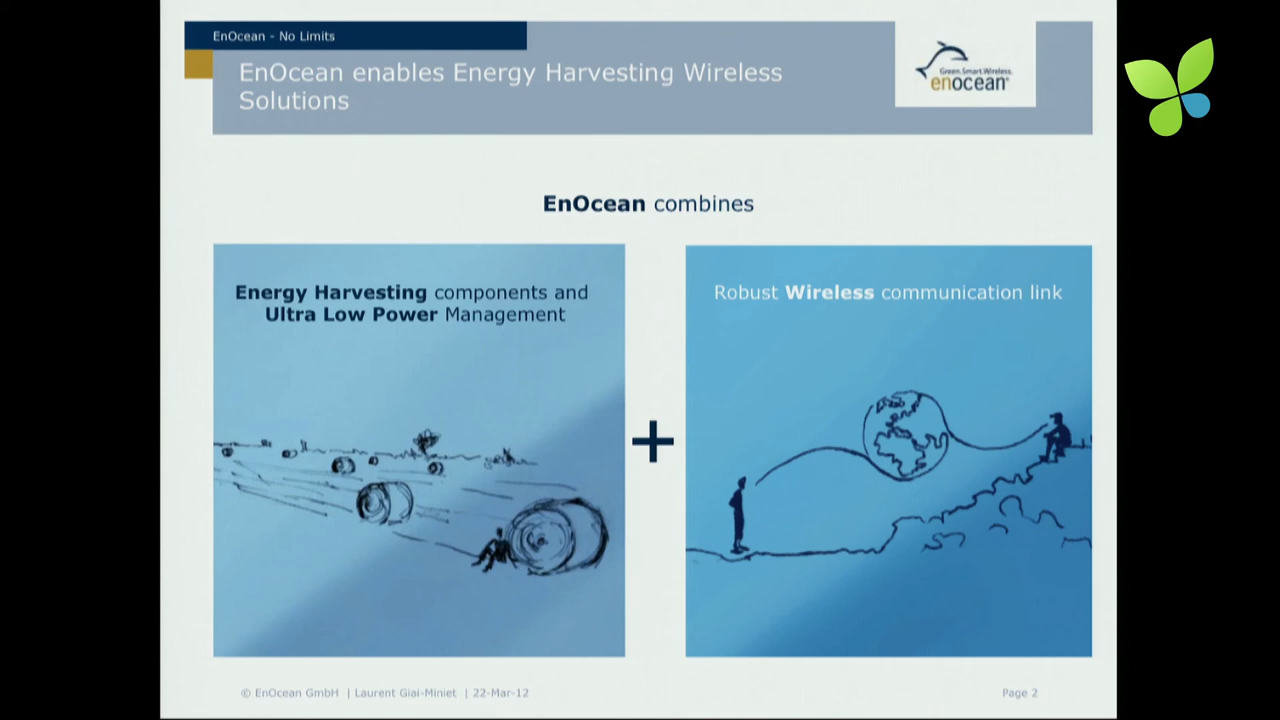 EnOcean - No Limits
EnOcean enables Energy Harvesting Wireless
Solutions
Green.Smart.Wireless.
enocean®
EnOcean combines
Energy Harvesting components and
Ultra Low Power Management
+
Robust Wireless communication link
© EnOcean GmbH | Laurent Giai-Miniet | 22-Mar-12
Page 2